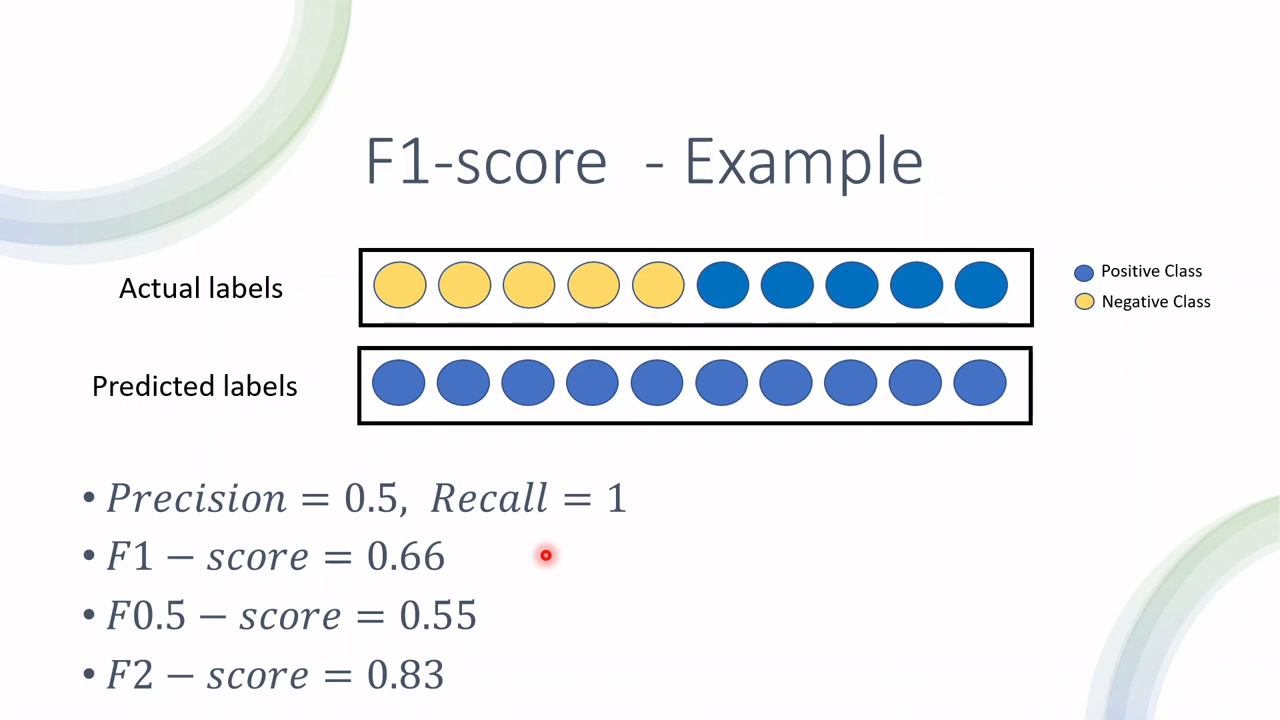 F1-score - Example
Actual labels
Positive Class
Negative Class
Predicted labels
• Precision = 0.5, Recall = 1
• F1 − score = 0.66
• F0.5 − score = 0.55
• F2 − score = 0.83